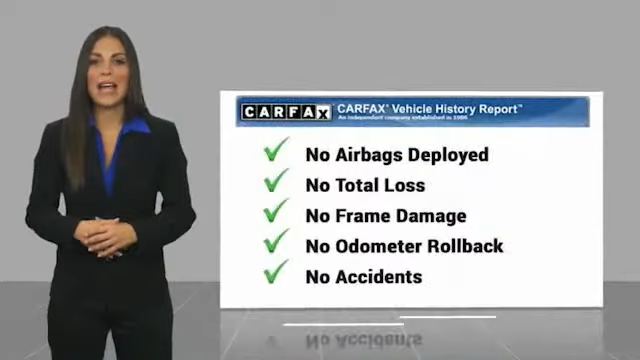 CARFAX CARFAX® Vehicle History Report™
An independent company established in 1986
No Airbags Deployed
No Total Loss
No Frame Damage
No Odometer Rollback
No Accidents